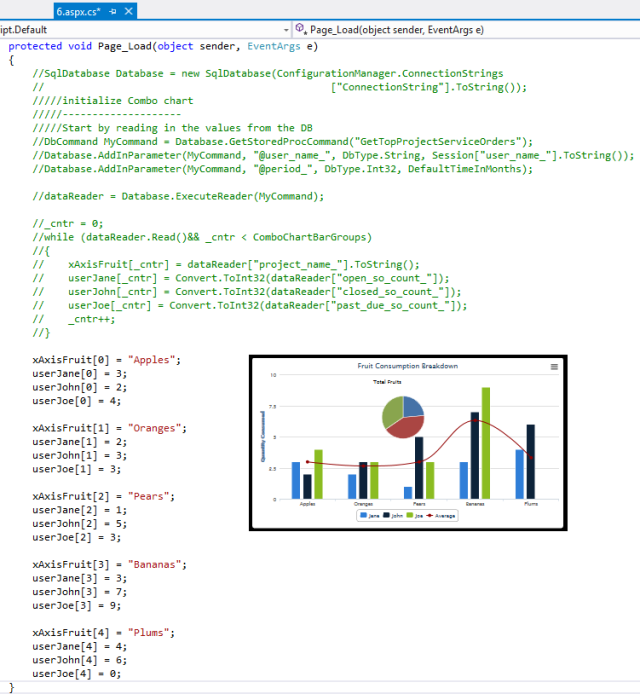 6.aspx.cs*
ipt.Default
Page_Load(object sender, EventArgs e)
protected void Page_Load(object sender, EventArgs e)
{
//SqlDatabase Database = new SqlDatabase(ConfigurationManager.ConnectionStrings
// ["ConnectionString"].ToString());
/////initialize Combo chart
/////--------------------
/////Start by reading in the values from the DB
//DbCommand MyCommand = Database.GetStoredProcCommand("GetTopProjectServiceOrders");
//Database.AddInParameter(MyCommand, "@user_name_", DbType.String, Session["user_name_"].ToString());
//Database.AddInParameter(MyCommand, "@period_", DbType.Int32, DefaultTimeInMonths);
//dataReader = Database.ExecuteReader(MyCommand);
//_cntr = 0;
//while (dataReader.Read()&& _cntr < ComboChartBarGroups)
//{
// xAxisFruit[_cntr] = dataReader["project_name_"].ToString();
// userJane[_cntr] = Convert.ToInt32(dataReader["open_so_count_"]);
// userJohn[_cntr] = Convert.ToInt32(dataReader["closed_so_count_"]);
// userJoe[_cntr] = Convert.ToInt32(dataReader["past_due_so_count_"]);
// _cntr++;
//}
xAxisFruit[0] = "Apples";
userJane[0] = 3;
userJohn[0] = 2;
userJoe[0] = 4;
xAxisFruit[1] = "Oranges";
userJane[1] = 2;
userJohn[1] = 3;
userJoe[1] = 3;
xAxisFruit[2] = "Pears";
userJane[2] = 1;
userJohn[2] = 5;
userJoe[2] = 3;
xAxisFruit[3] = "Bananas";
userJane[3] = 3;
userJohn[3] = 7;
userJoe[3] = 9;
xAxisFruit[4] = "Plums";
userJane[4] = 4;
userJohn[4] = 6;
userJoe[4] = 0;
}
Fruit Consumption Breakdown
Total Fruits
Quantity Consumed
10
7.5
5
2.5
0
Apples Oranges Pears Bananas Plums
Jane John Joe Average